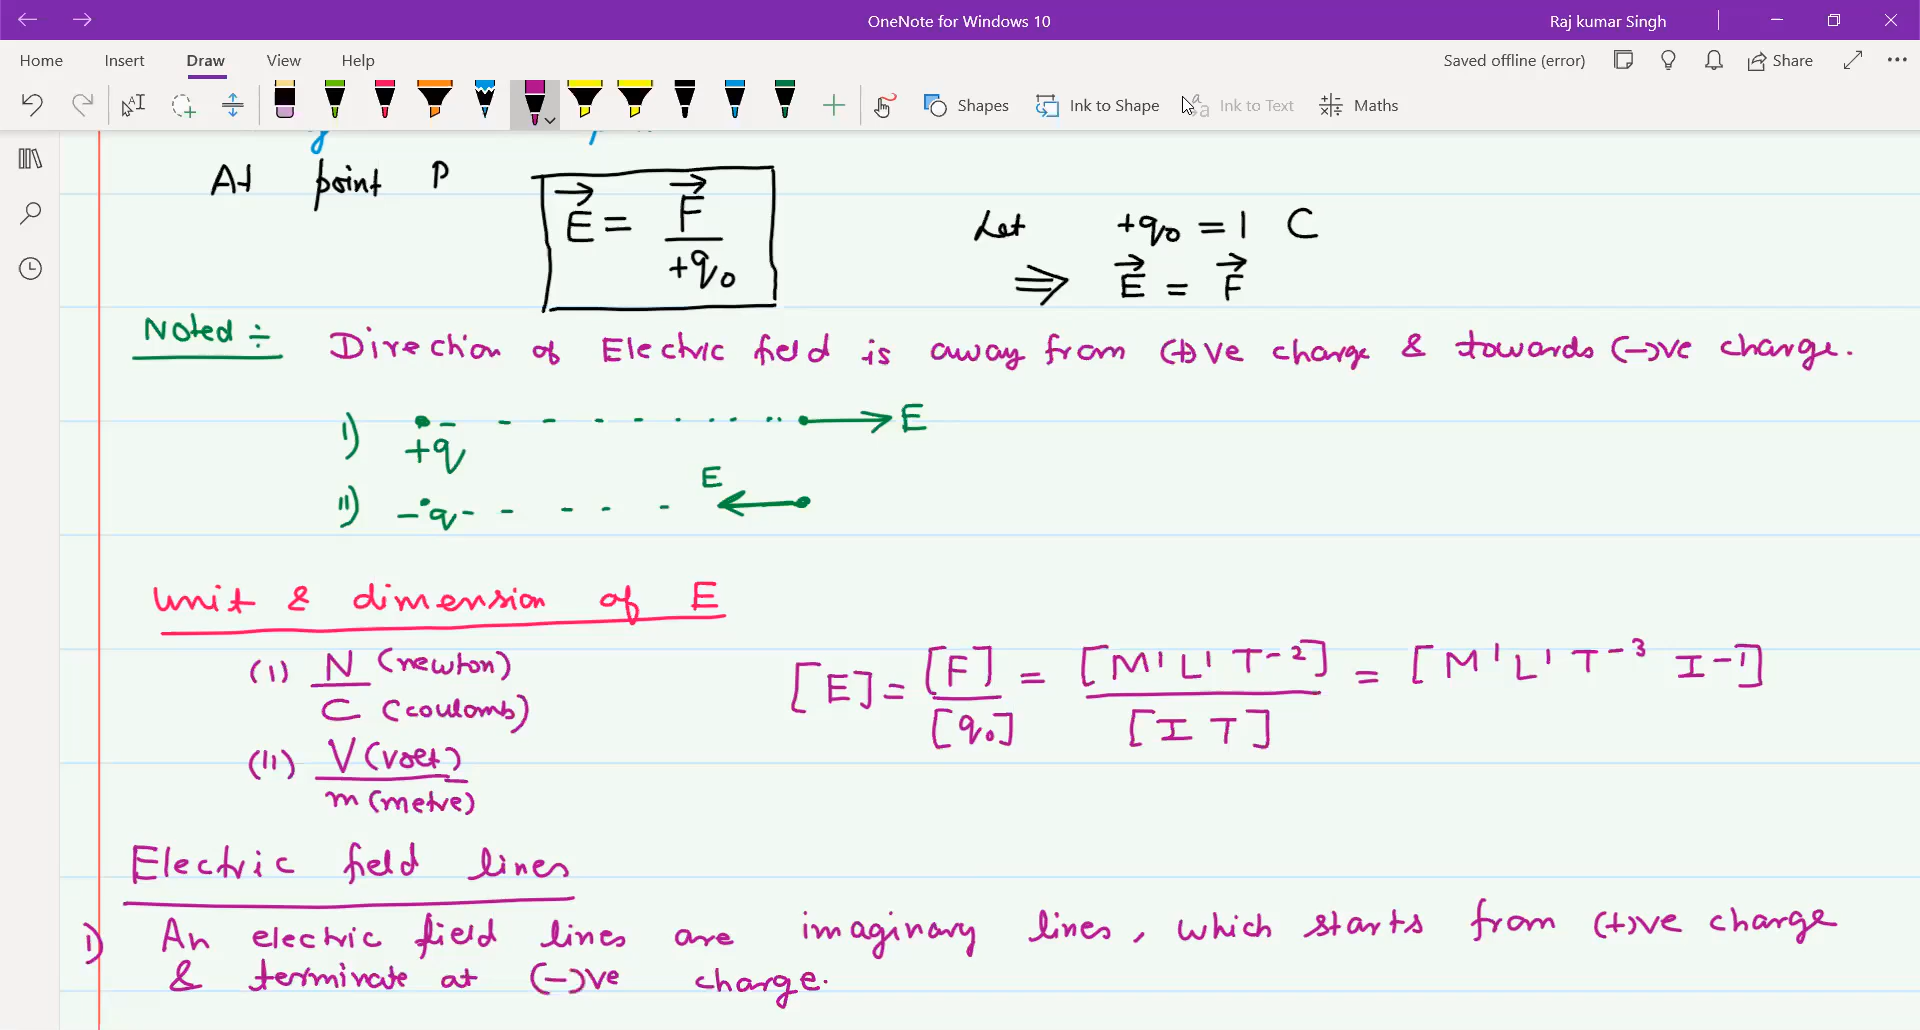 OneNote for Windows 10
Raj kumar Singh
Home Insert Draw View Help
Saved offline (error) Share
Shapes Ink to Shape Ink to Text Maths
At point P
E⃗ = F⃗ / +q₀
Let +q₀ = 1 C
⇒ E⃗ = F⃗
Noted ÷ Direction of Electric field is away from (+)ve charge & towards (-)ve charge.
i) +q E
ii) -q E
Unit & dimension of E
(i) N (newton) / C (coulomb)
[E] = [F] / [q₀] = [M¹ L¹ T⁻²] / [I T] = [M¹ L¹ T⁻³ I⁻¹]
(ii) V (volt) / m (metre)
Electric field lines
1) An electric field lines are imaginary lines, which starts from (+)ve charge
& terminate at (-)ve charge.